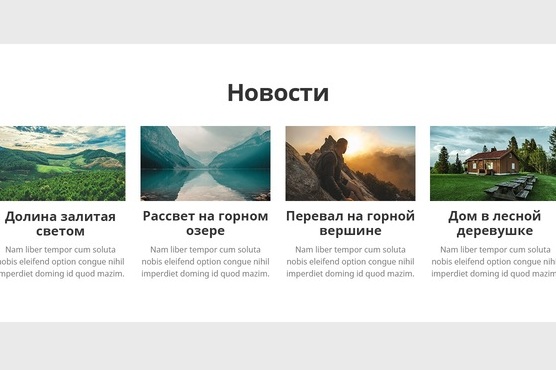 Новости
Долина залитая
светом
Nam liber tempor cum soluta
nobis eleifend option congue nihil
imperdiet doming id quod mazim.
Рассвет на горном
озере
Nam liber tempor cum soluta
nobis eleifend option congue nihil
imperdiet doming id quod mazim.
Перевал на горной
вершине
Nam liber tempor cum soluta
nobis eleifend option congue nihil
imperdiet doming id quod mazim.
Дом в лесной
деревушке
Nam liber tempor cum soluta
nobis eleifend option congue nihil
imperdiet doming id quod mazim.